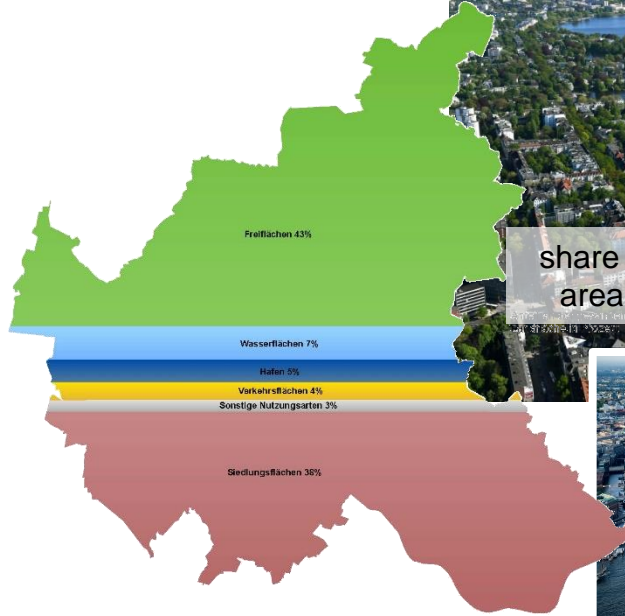 Freiflächen 43%
share
area
Wasserflächen 7%
Hafen 5%
Verkehrsflächen 4%
Sonstige Nutzungsarten 3%
Siedlungsflächen 38%